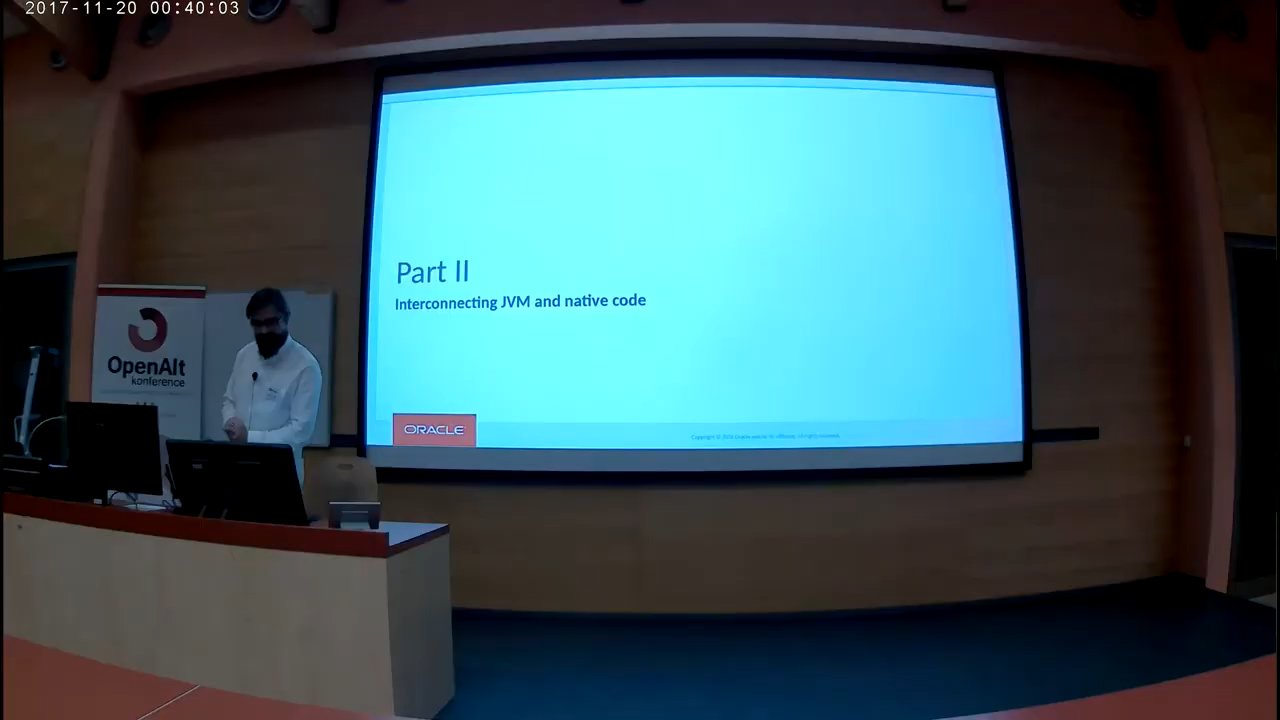 2017-11-20 00:40:03
Part II
Interconnecting JVM and native code
OpenAlt
konference
ORACLE